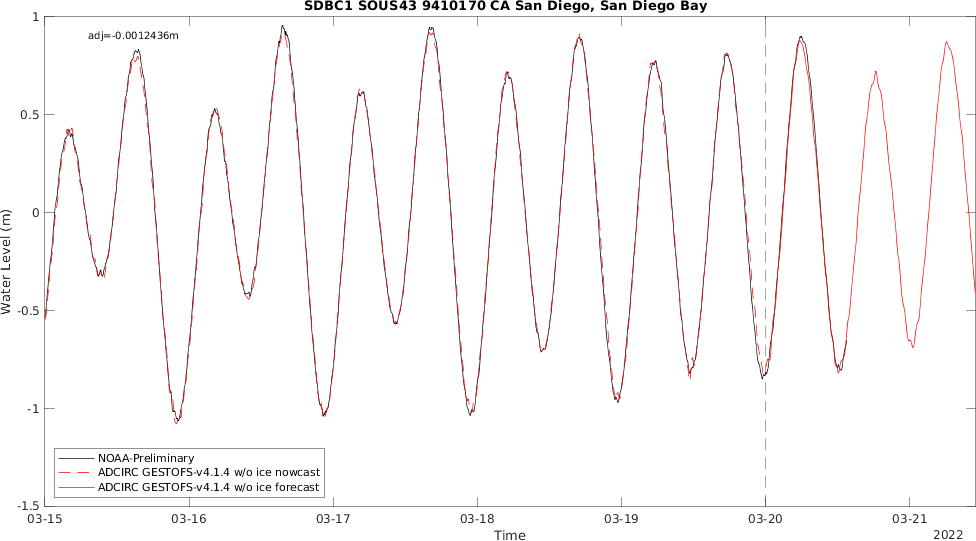 SDBC1 SOUS43 9410170 CA San Diego, San Diego Bay
adj=-0.0012436m
1
0.5
0
-0.5
-1
-1.5
Water Level (m)
NOAA-Preliminary
ADCIRC GESTOFS-v4.1.4 w/o ice nowcast
ADCIRC GESTOFS-v4.1.4 w/o ice forecast
03-15 03-16 03-17 03-18 03-19 03-20 03-21
Time
2022